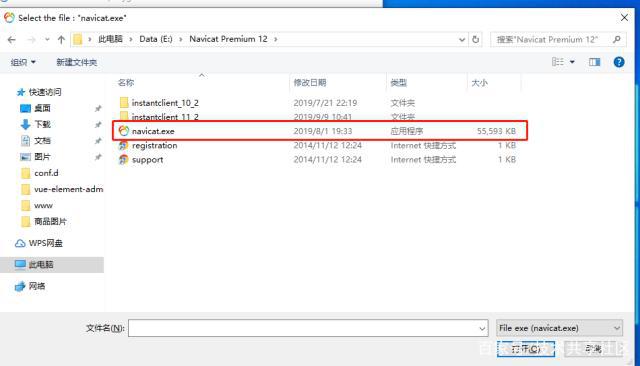 Select the file : "navicat.exe"
此电脑 > Data (E:) > Navicat Premium 12 >
搜索"Navicat Premium 12"
组织 新建文件夹
名称 修改日期 类型 大小
快速访问
桌面
下载
文档
图片
conf.d
vue-element-adm
www
商品图片
WPS网盘
此电脑
网络
instantclient_10_2 2019/7/21 22:19 文件夹
instantclient_11_2 2019/9/9 10:41 文件夹
navicat.exe 2019/8/1 19:33 应用程序 55,593 KB
registration 2014/11/12 12:24 Internet 快捷方式 1 KB
support 2014/11/12 12:24 Internet 快捷方式 1 KB
文件名(N):
File exe (navicat.exe)
打开(O) 取消